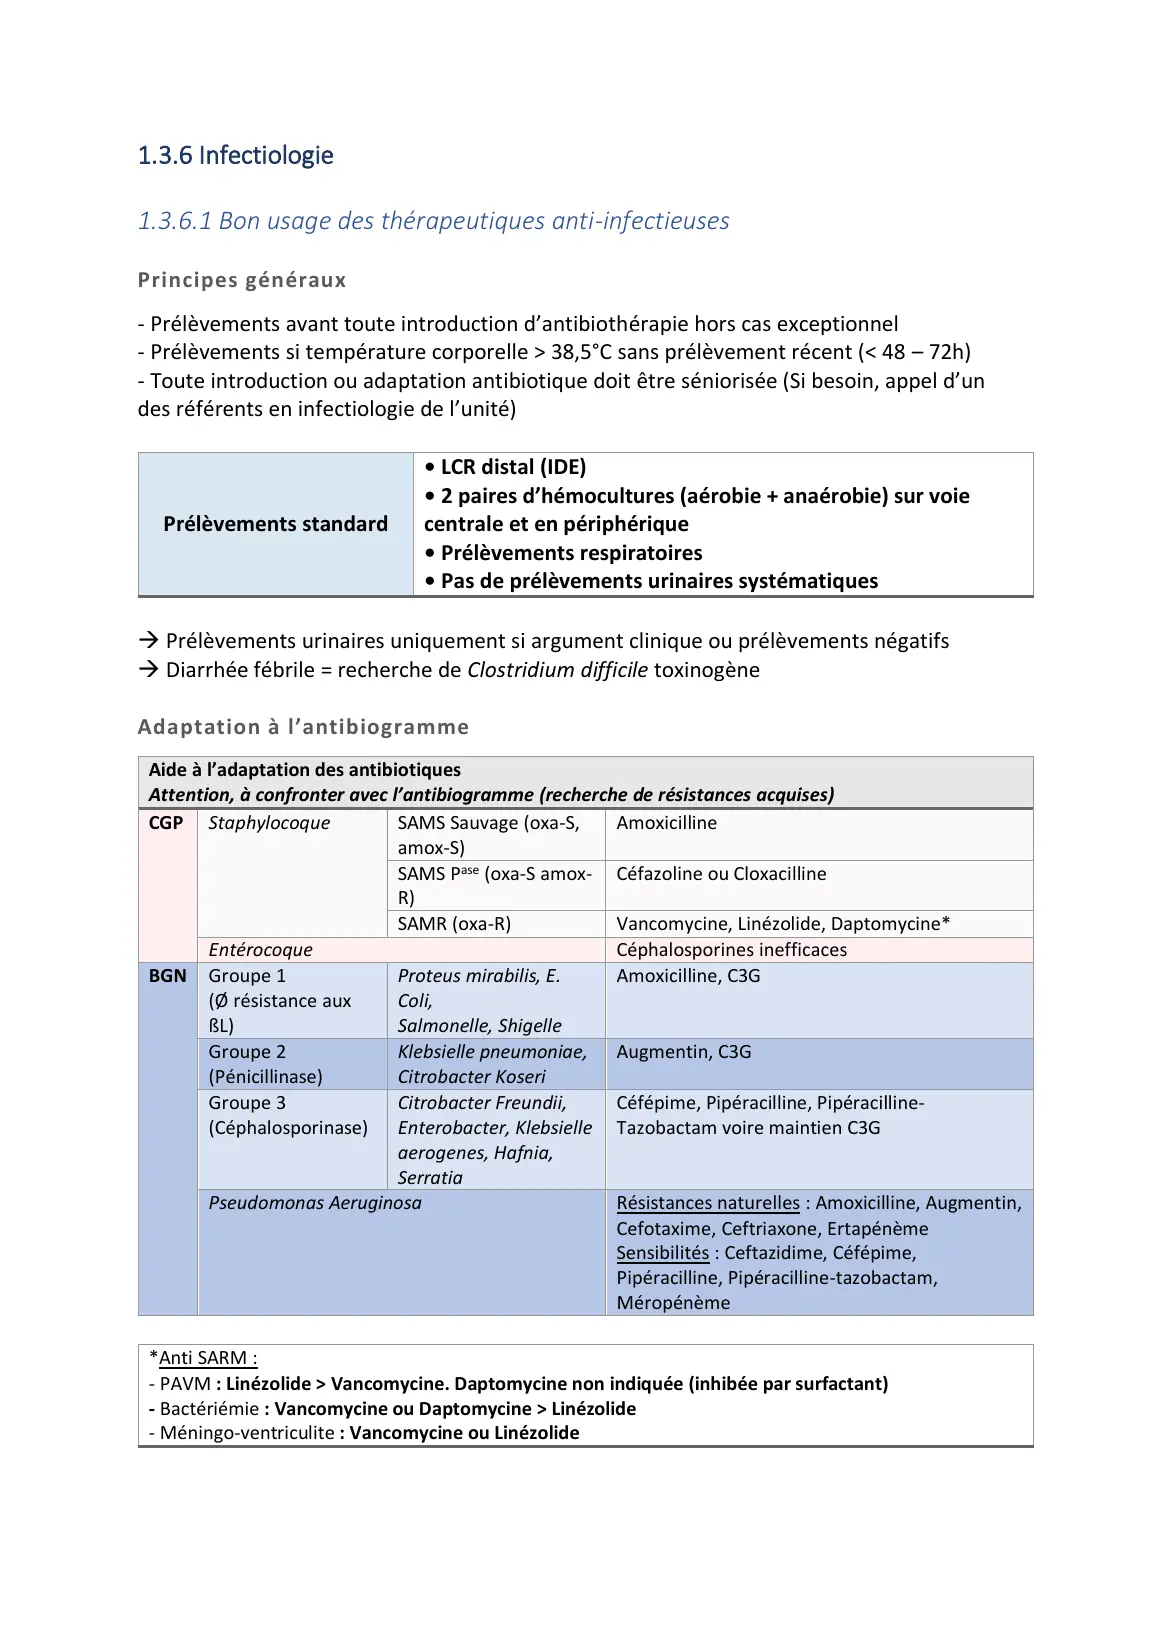 1.3.6 Infectiologie
1.3.6.1 Bon usage des thérapeutiques anti-infectieuses
Principes généraux
- Prélèvements avant toute introduction d’antibiothérapie hors cas exceptionnel
- Prélèvements si température corporelle > 38,5°C sans prélèvement récent (< 48 – 72h)
- Toute introduction ou adaptation antibiotique doit être séniorisée (Si besoin, appel d’un
des référents en infectiologie de l’unité)
Prélèvements standard
• LCR distal (IDE)
• 2 paires d’hémocultures (aérobie + anaérobie) sur voie
centrale et en périphérique
• Prélèvements respiratoires
• Pas de prélèvements urinaires systématiques
→ Prélèvements urinaires uniquement si argument clinique ou prélèvements négatifs
→ Diarrhée fébrile = recherche de Clostridium difficile toxinogène
Adaptation à l’antibiogramme
Aide à l’adaptation des antibiotiques
Attention, à confronter avec l’antibiogramme (recherche de résistances acquises)
CGP
Staphylocoque
SAMS Sauvage (oxa-S,
amox-S)
Amoxicilline
SAMS Pase (oxa-S amox-
R)
Céfazoline ou Cloxacilline
SAMR (oxa-R)
Vancomycine, Linézolide, Daptomycine*
Entérocoque
Céphalosporines inefficaces
BGN
Groupe 1
(Ø résistance aux
ßL)
Proteus mirabilis, E.
Coli,
Salmonelle, Shigelle
Amoxicilline, C3G
Groupe 2
(Pénicillinase)
Klebsielle pneumoniae,
Citrobacter Koseri
Augmentin, C3G
Groupe 3
(Céphalosporinase)
Citrobacter Freundii,
Enterobacter, Klebsielle
aerogenes, Hafnia,
Serratia
Céfépime, Pipéracilline, Pipéracilline-
Tazobactam voire maintien C3G
Pseudomonas Aeruginosa
Résistances naturelles : Amoxicilline, Augmentin,
Cefotaxime, Ceftriaxone, Ertapénème
Sensibilités : Ceftazidime, Céfépime,
Pipéracilline, Pipéracilline-tazobactam,
Méropénème
*Anti SARM :
- PAVM : Linézolide > Vancomycine. Daptomycine non indiquée (inhibée par surfactant)
- Bactériémie : Vancomycine ou Daptomycine > Linézolide
- Méningo-ventriculite : Vancomycine ou Linézolide